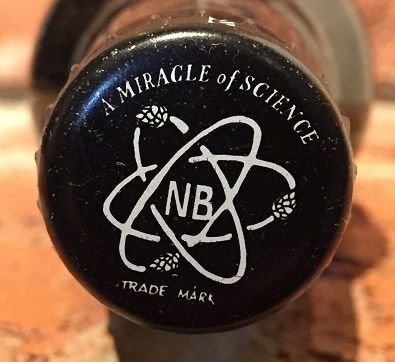 A MIRACLE of SCIENCE
NB
TRADE MARK